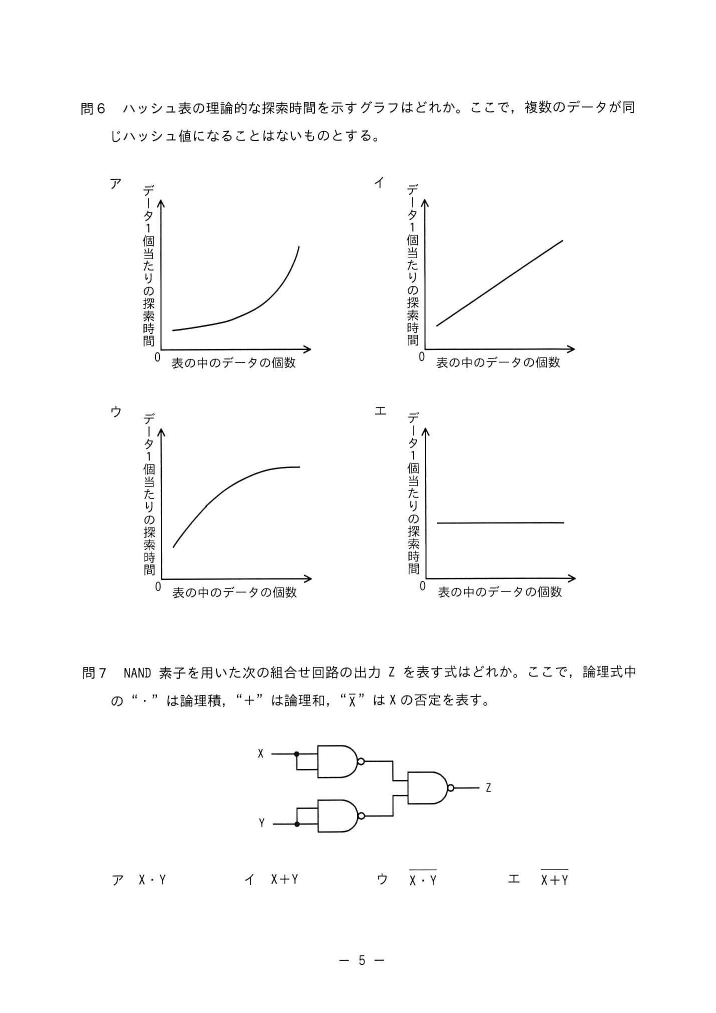 問6 ハッシュ表の理論的な探索時間を示すグラフはどれか。ここで，複数のデータが同
じハッシュ値になることはないものとする。
ア
データ1個当たりの探索時間
0
表の中のデータの個数
イ
データ1個当たりの探索時間
0
表の中のデータの個数
ウ
データ1個当たりの探索時間
0
表の中のデータの個数
エ
データ1個当たりの探索時間
0
表の中のデータの個数
問7 NAND 素子を用いた次の組合せ回路の出力 Z を表す式はどれか。ここで，論理式中
の “・” は論理積，“＋” は論理和，“X̅” は X の否定を表す。
X
Z
Y
ア X・Y イ X＋Y ウ X̅・̅Y̅ エ X̅＋̅Y̅
― 5 ―